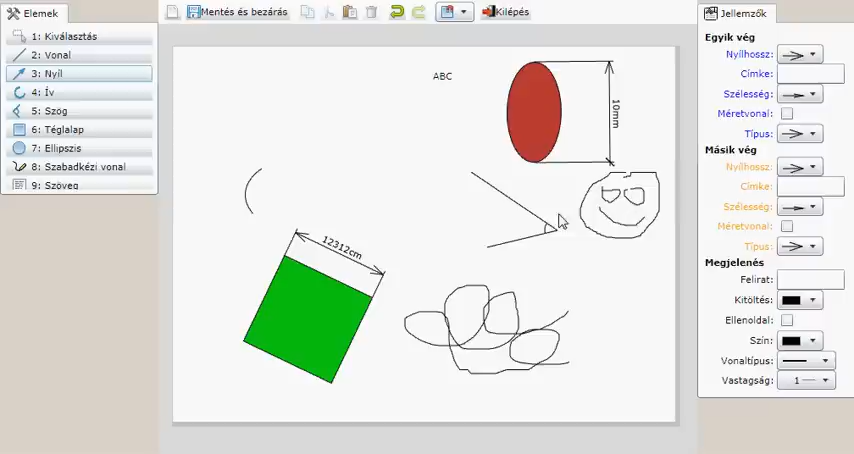 Elemek
1: Kiválasztás
2: Vonal
3: Nyíl
4: Ív
5: Szög
6: Téglalap
7: Ellipszis
8: Szabadkézi vonal
9: Szöveg
Mentés és bezárás
Kilépés
ABC
10mm
12312cm
Jellemzők
Egyik vég
Nyílhossz:
Címke:
Szélesség:
Méretvonal:
Típus:
Másik vég
Nyílhossz:
Címke:
Szélesség:
Méretvonal:
Típus:
Megjelenés
Felirat:
Kitöltés:
Ellenoldal:
Szín:
Vonaltípus:
Vastagság: 1